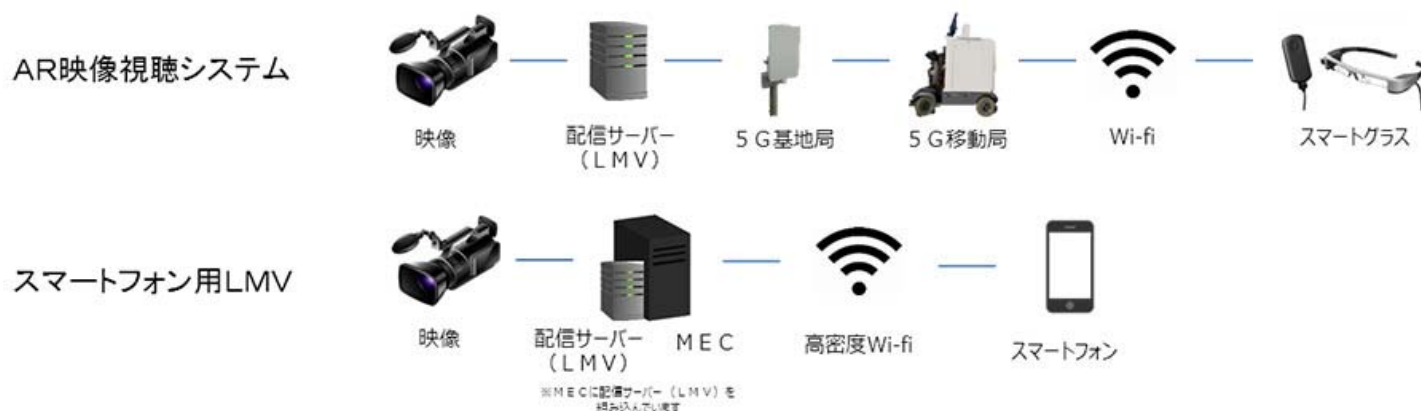 AR映像視聴システム
映像
配信サーバー
(LMV)
5G基地局
5G移動局
Wi-fi
スマートグラス
スマートフォン用LMV
映像
配信サーバー
(LMV)
MEC
高密度Wi-fi
スマートフォン
※MECに配信サーバー(LMV)を
組み込んでいます